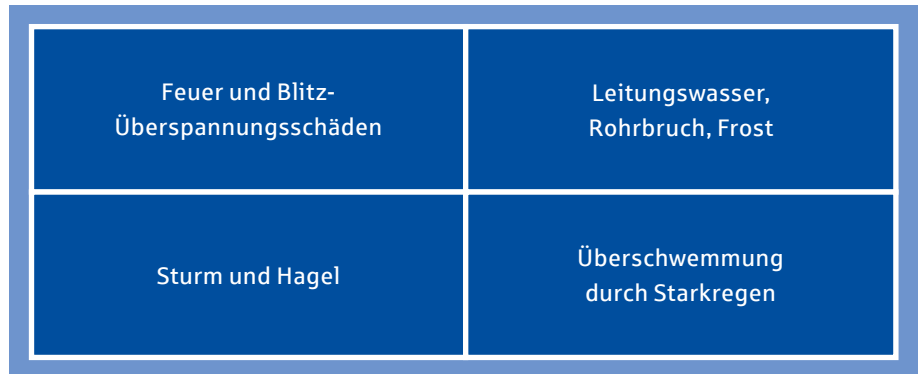 Feuer und Blitz-
Überspannungsschäden
Leitungswasser,
Rohrbruch, Frost
Sturm und Hagel
Überschwemmung
durch Starkregen